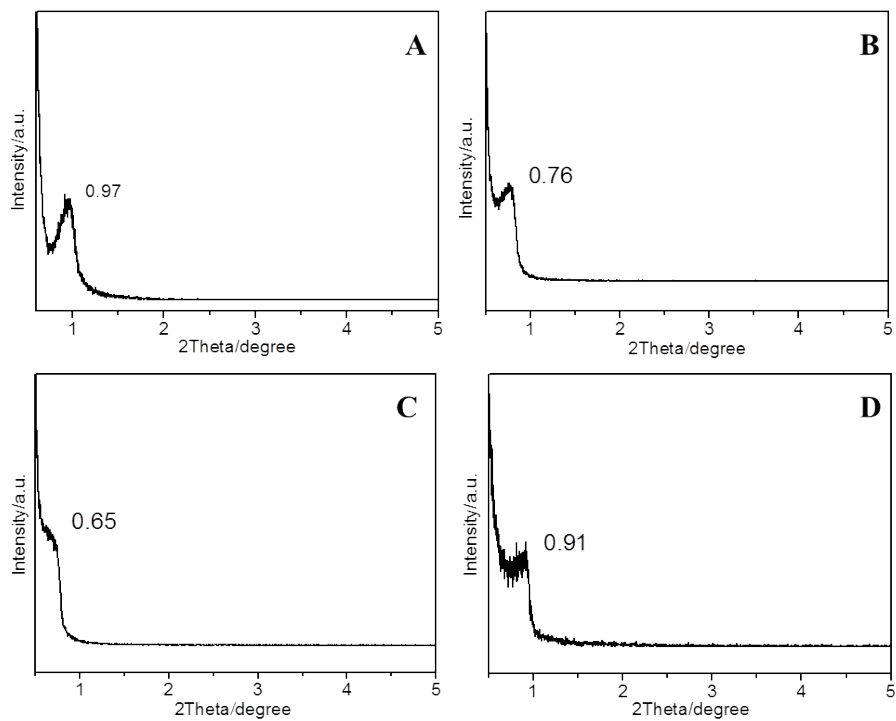 A
Intensity/a.u.
0.97
1 2 3 4 5
2Theta/degree
B
Intensity/a.u.
0.76
1 2 3 4 5
2Theta/degree
C
Intensity/a.u.
0.65
1 2 3 4 5
2Theta/degree
D
Intensity/a.u.
0.91
1 2 3 4 5
2Theta/degree